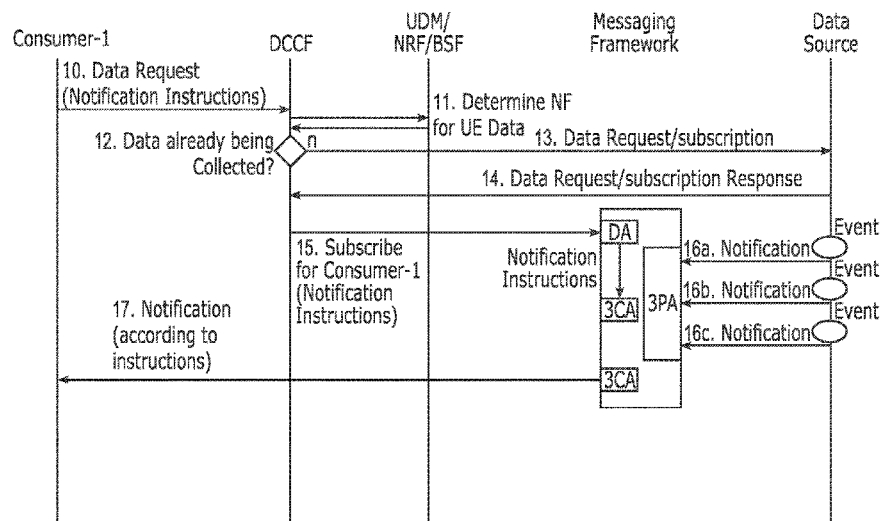 Consumer-1
DCCF
UDM/
NRF/BSF
Messaging
Framework
Data
Source
10. Data Request
(Notification Instructions)
11. Determine NF
for UE Data
12. Data already being
Collected?
n
13. Data Request/subscription
14. Data Request/subscription Response
15. Subscribe
for Consumer-1
(Notification
Instructions)
DA
Notification
Instructions
3CA
3PA
Event
16a. Notification
Event
16b. Notification
Event
16c. Notification
17. Notification
(according to
instructions)
3CA